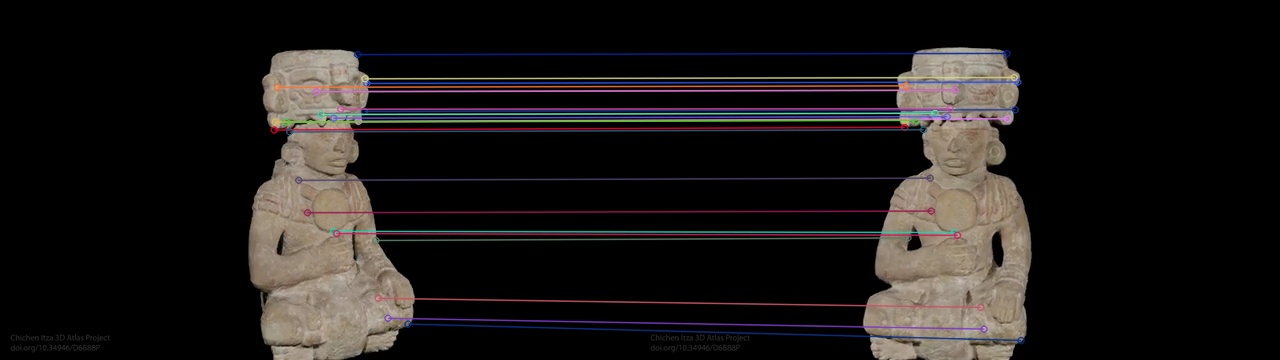 Chichen Itza 3D Atlas Project
doi.org/10.34946/D6B88P
Chichen Itza 3D Atlas Project
doi.org/10.34946/D6B88P